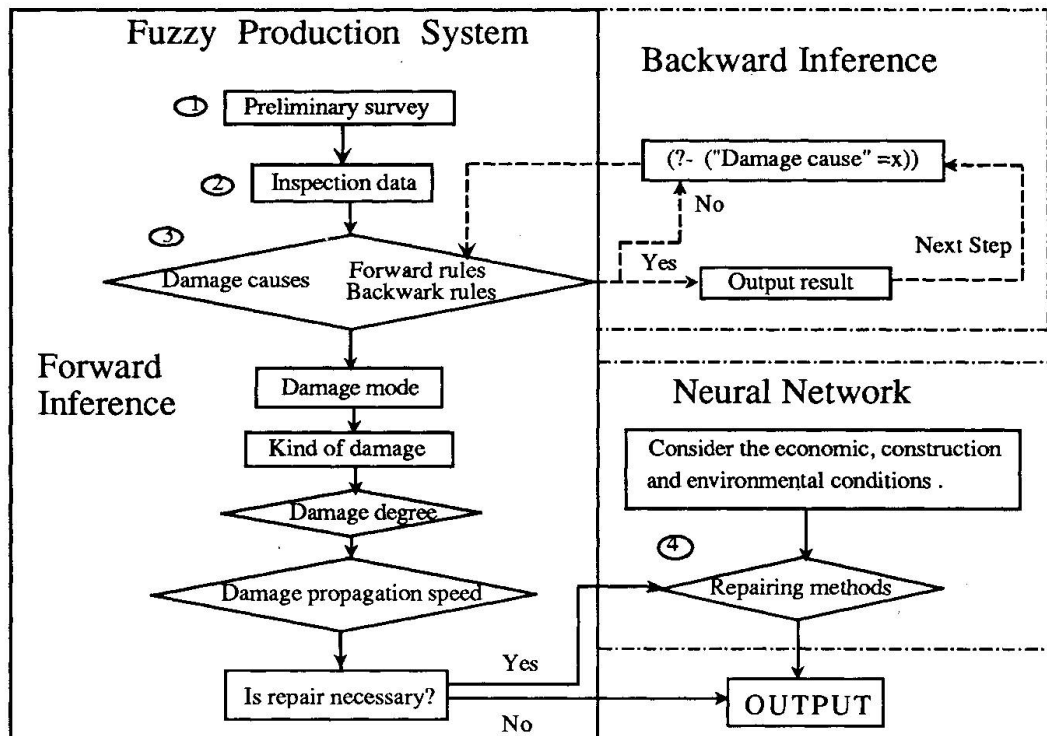 Fuzzy Production System
① Preliminary survey
② Inspection data
③
Damage causes
Forward rules
Backwark rules
Forward
Inference
Damage mode
Kind of damage
Damage degree
Damage propagation speed
Is repair necessary?
Yes
No
Backward Inference
(?- ("Damage cause" =x))
No
Yes
Next Step
Output result
Neural Network
Consider the economic, construction
and environmental conditions .
④
Repairing methods
OUTPUT